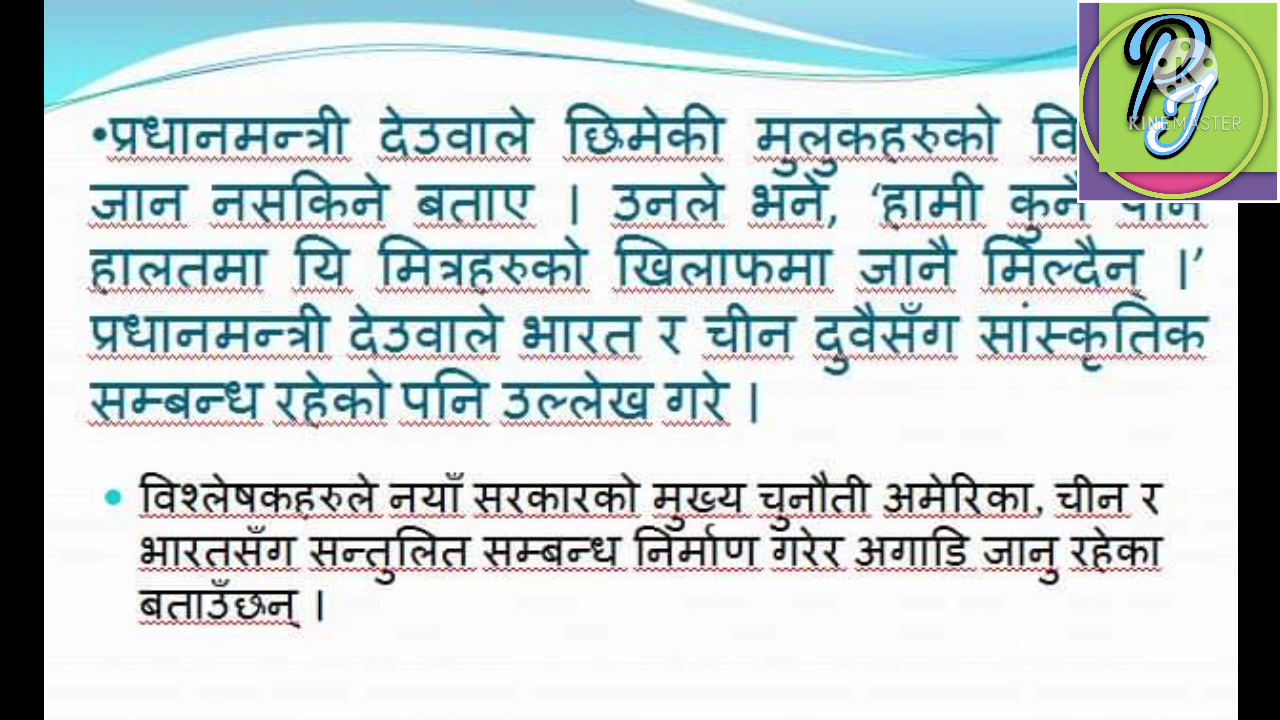 •प्रधानमन्त्री देउवाले छिमेकी मुलुकहरुको
जान नसकिने बताए । उनले भने, ‘हामी कुनै
हालतमा यि मित्रहरुको खिलाफमा जानै मिल्दैन् ।’
प्रधानमन्त्री देउवाले भारत र चीन दुवैसँग सांस्कृतिक
सम्बन्ध रहेको पनि उल्लेख गरे ।
• विश्लेषकहरुले नयाँ सरकारको मुख्य चुनौती अमेरिका, चीन र
भारतसँग सन्तुलित सम्बन्ध निर्माण गरेर अगाडि जानु रहेका
बताउँछन् ।
KINEMASTER